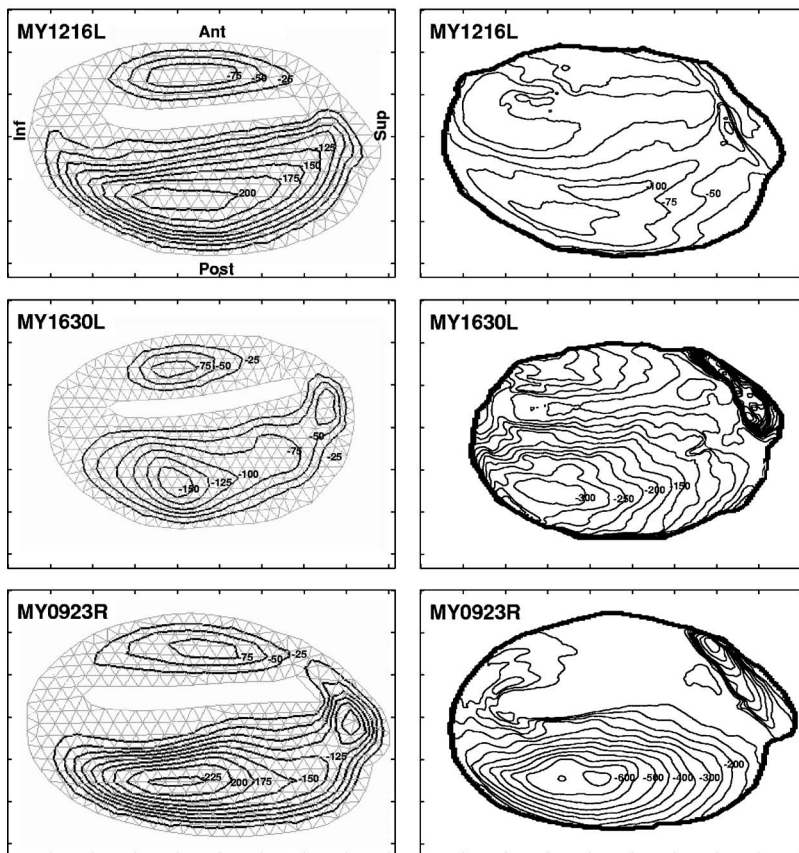 MY1216L
Ant
-75 -50 -25
Inf
Sup
-125
-150
-175
-200
Post
MY1216L
-100
-75
-50
MY1630L
-75 -50 -25
-50
-75
-25
-100
-125
-150
MY1630L
-300 -250 -200 -150
MY0923R
-75 -50 -25
-125
-225 -200 -175 -150
MY0923R
-600 -500 -400 -300 -200